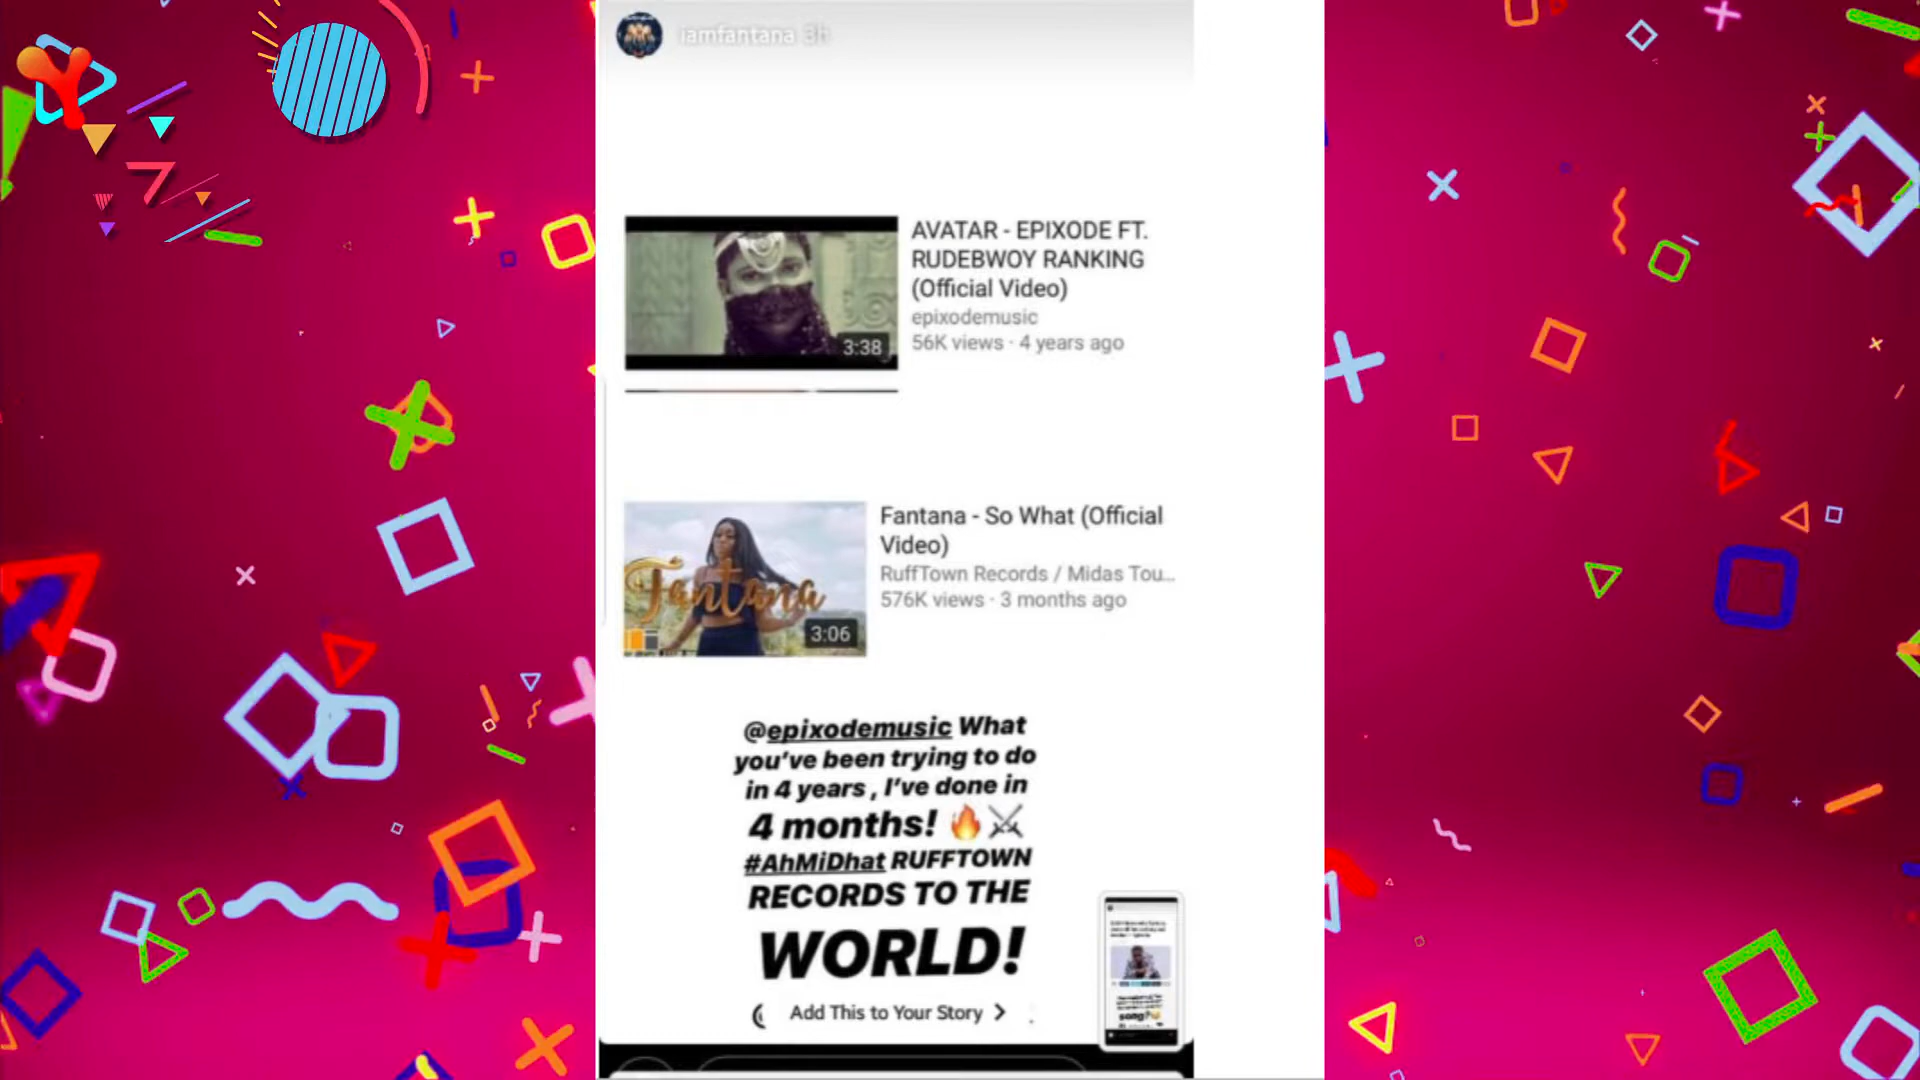 iamfantana 3h
AVATAR - EPIXODE FT.
RUDEBWOY RANKING
(Official Video)
epixodemusic
56K views · 4 years ago
3:38
Fantana - So What (Official
Video)
RuffTown Records / Midas Tou...
576K views · 3 months ago
Fantana
3:06
@epixodemusic What
you've been trying to do
in 4 years , I've done in
4 months! 🔥⚔
#AhMiDhat RUFFTOWN
RECORDS TO THE
WORLD!
Add This to Your Story >
song?